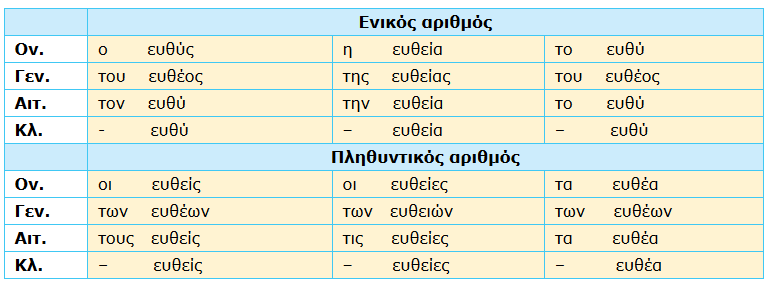 Ενικός αριθμός
Ον. ο ευθύς η ευθεία το ευθύ
Γεν. του ευθέος της ευθείας του ευθέος
Αιτ. τον ευθύ την ευθεία το ευθύ
Κλ. - ευθύ – ευθεία – ευθύ
Πληθυντικός αριθμός
Ον. οι ευθείς οι ευθείες τα ευθέα
Γεν. των ευθέων των ευθειών των ευθέων
Αιτ. τους ευθείς τις ευθείες τα ευθέα
Κλ. – ευθείς – ευθείες – ευθέα